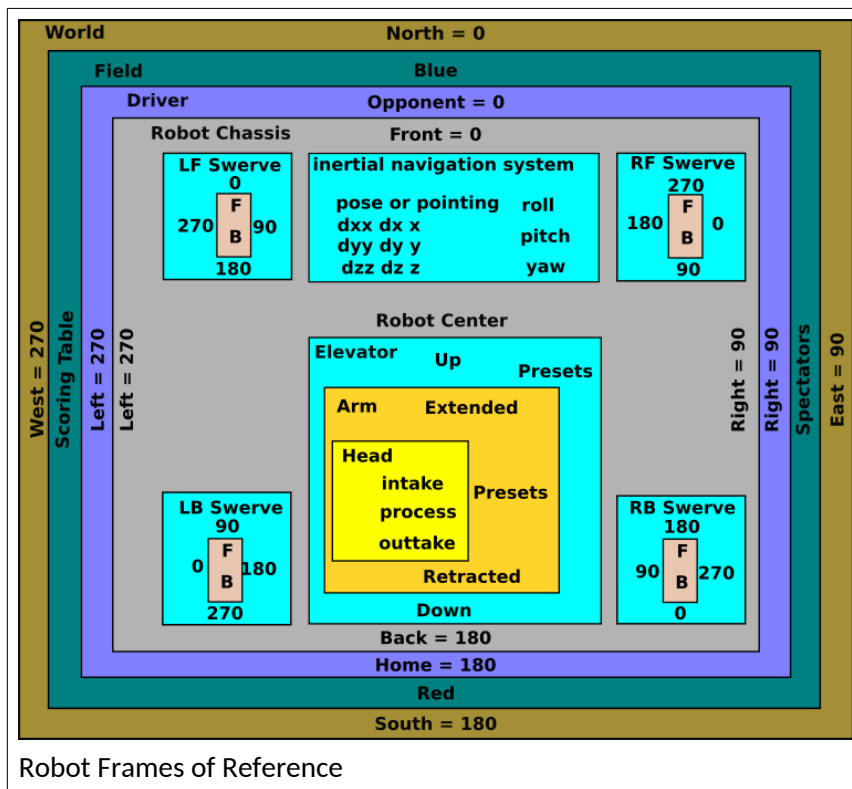 World
North = 0
Field
Blue
Driver
Opponent = 0
Robot Chassis
Front = 0
LF Swerve
0
F
270
90
B
180
inertial navigation system
pose or pointing
roll
dxx dx x
pitch
dyy dy y
dzz dz z
yaw
RF Swerve
270
F
180
0
B
90
West = 270
Scoring Table
Left = 270
Left = 270
Robot Center
Elevator
Up
Presets
Arm
Extended
Head
intake
Presets
process
outtake
Retracted
Down
Right = 90
Right = 90
Spectators
East = 90
LB Swerve
90
F
0
180
B
270
RB Swerve
180
F
90
270
B
0
Back = 180
Home = 180
Red
South = 180
Robot Frames of Reference